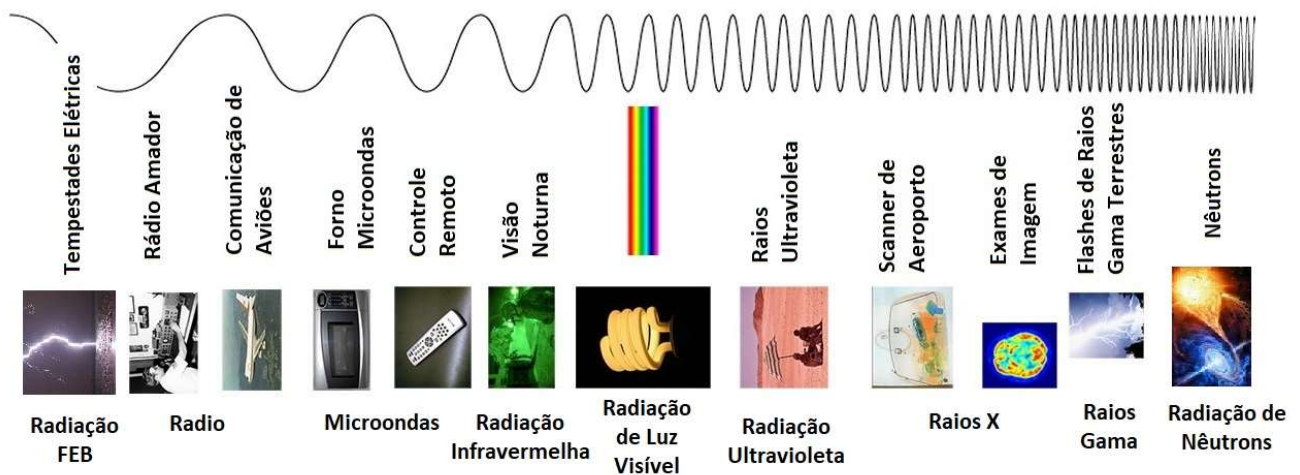 Tempestades Elétricas
Rádio Amador
Comunicação de
Aviões
Forno
Microondas
Controle
Remoto
Visão
Noturna
Raios
Ultravioleta
Scanner de
Aeroporto
Exames de
Imagem
Flashes de Raios
Gama Terrestres
Nêutrons
Radiação
FEB
Radio
Microondas
Radiação
Infravermelha
Radiação
de Luz
Visível
Radiação
Ultravioleta
Raios X
Raios
Gama
Radiação de
Nêutrons